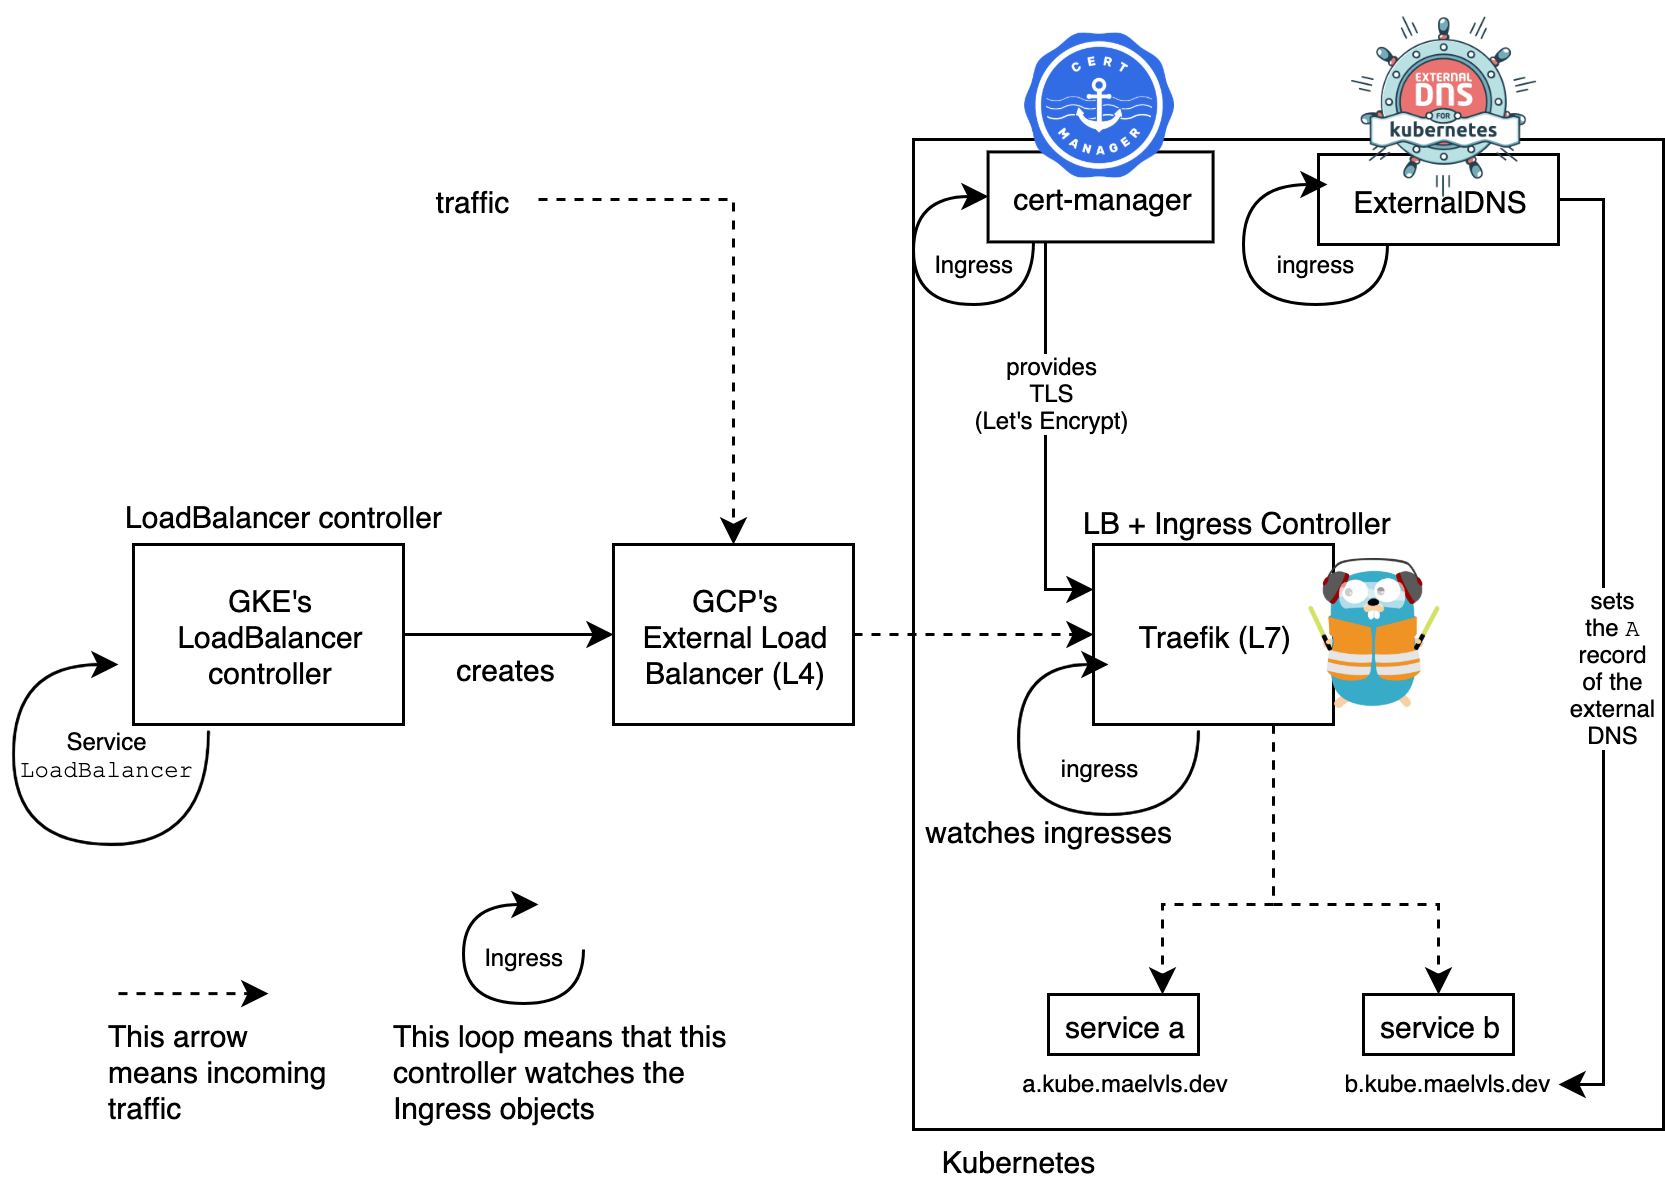 CERT
MANAGER
EXTERNAL
DNS
FOR
kubernetes
traffic
cert-manager
ExternalDNS
Ingress
ingress
provides
TLS
(Let's Encrypt)
LoadBalancer controller
LB + Ingress Controller
GKE's
LoadBalancer
controller
creates
GCP's
External Load
Balancer (L4)
Traefik (L7)
sets
the A
record
of the
external
DNS
Service
LoadBalancer
ingress
watches ingresses
Ingress
This arrow
means incoming
traffic
This loop means that this
controller watches the
Ingress objects
service a
service b
a.kube.maelvls.dev
b.kube.maelvls.dev
Kubernetes